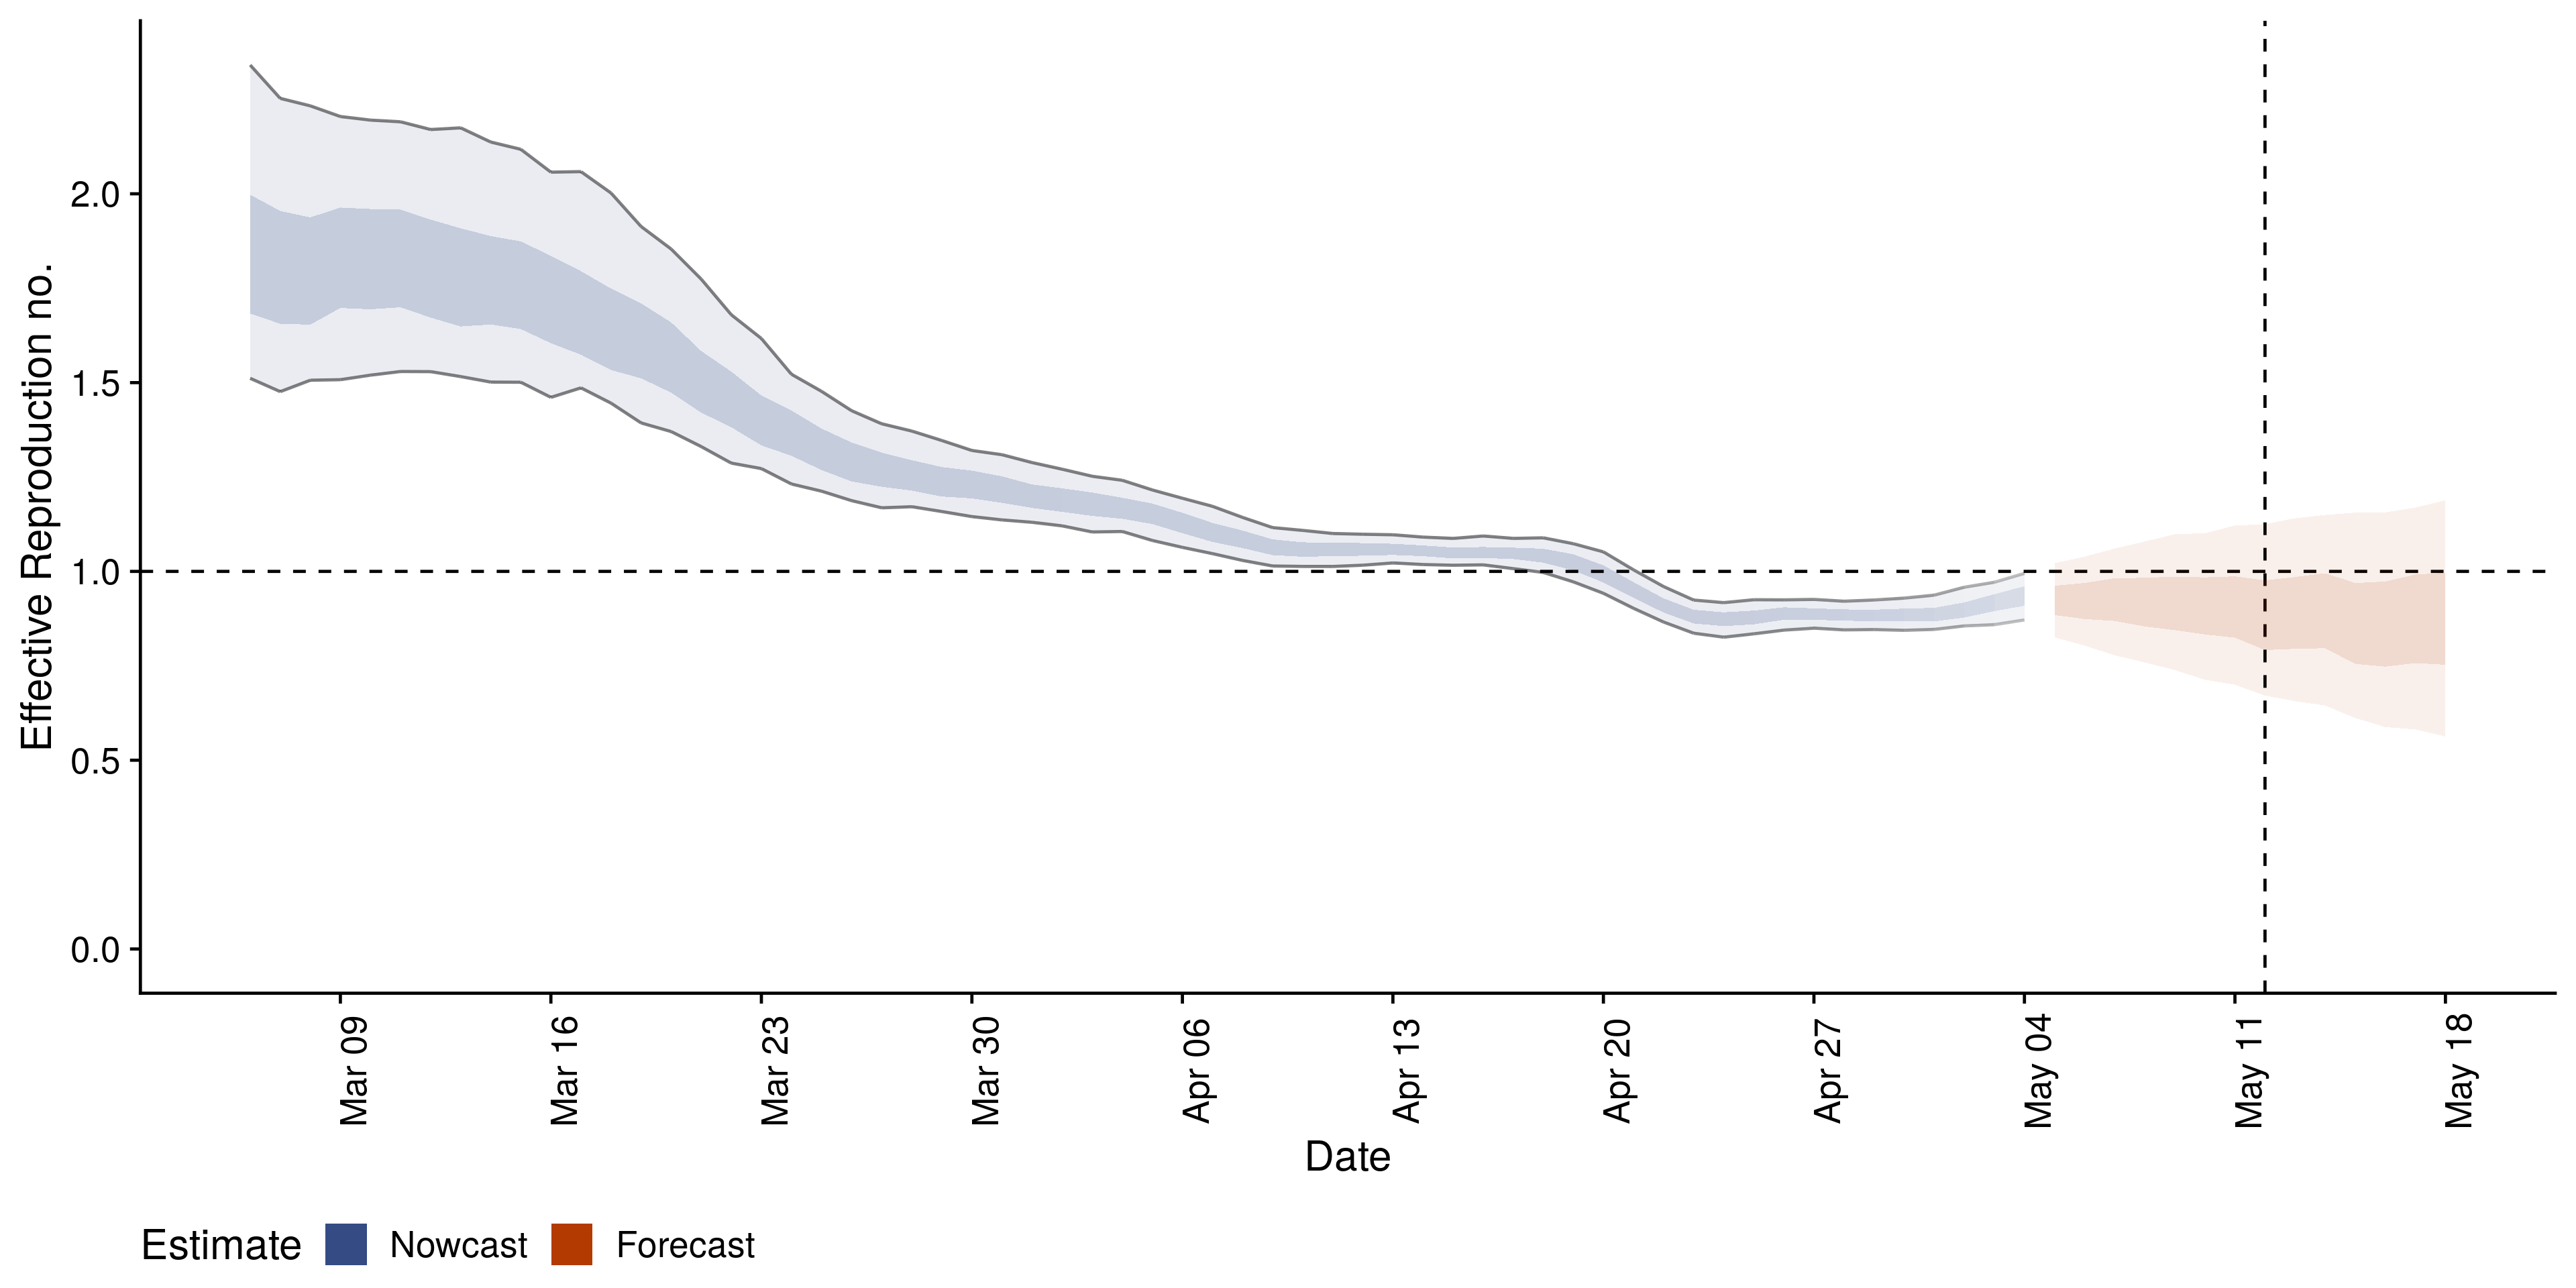 Effective Reproduction no.
2.0
1.5
1.0
0.5
0.0
Mar 09
Mar 16
Mar 23
Mar 30
Apr 06
Apr 13
Apr 20
Apr 27
May 04
May 11
May 18
Date
Estimate Nowcast Forecast